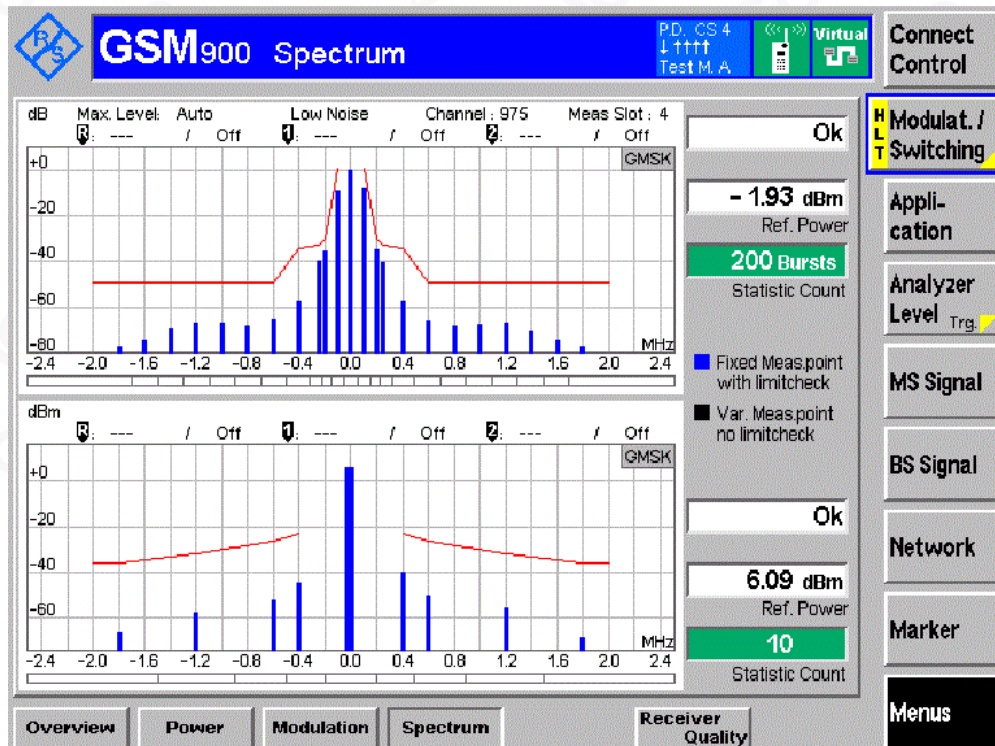 R/S
GSM900 Spectrum
P.D. CS 4
↓ ↑↑↑↑
Test M. A.
Virtual
Connect Control
dB Max. Level: Auto Low Noise Channel : 975 Meas Slot : 4
R: --- / Off 1: --- / Off 2: --- / Off
GMSK
+0
-20
-40
-60
-80
MHz
-2.4 -2.0 -1.6 -1.2 -0.8 -0.4 0.0 0.4 0.8 1.2 1.6 2.0 2.4
Ok
- 1.93 dBm
Ref. Power
200 Bursts
Statistic Count
Fixed Meas.point
with limitcheck
Var. Meas.point
no limitcheck
dBm
R: --- / Off 1: --- / Off 2: --- / Off
GMSK
+0
-20
-40
-60
MHz
-2.4 -2.0 -1.6 -1.2 -0.8 -0.4 0.0 0.4 0.8 1.2 1.6 2.0 2.4
Ok
6.09 dBm
Ref. Power
10
Statistic Count
HLT
Modulat. /
Switching
Appli-
cation
Analyzer
Level Trg.
MS Signal
BS Signal
Network
Marker
Menus
Overview
Power
Modulation
Spectrum
Receiver
Quality